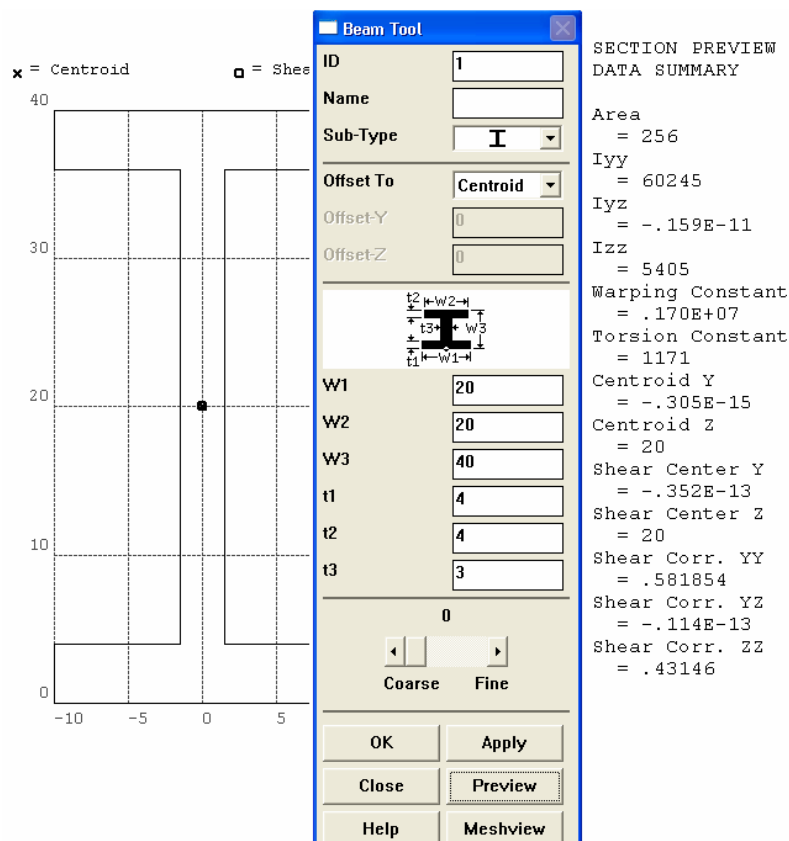 Beam Tool
ID 1
Name
Sub-Type
Offset To Centroid
Offset-Y 0
Offset-Z 0
t2 W2
t3 W3
t1 W1
W1 20
W2 20
W3 40
t1 4
t2 4
t3 3
0
Coarse Fine
OK Apply
Close Preview
Help Meshview
x = Centroid
= Shea
40
30
20
10
0
-10 -5 0 5
SECTION PREVIEW
DATA SUMMARY
Area
= 256
Iyy
= 60245
Iyz
= -.159E-11
Izz
= 5405
Warping Constant
= .170E+07
Torsion Constant
= 1171
Centroid Y
= -.305E-15
Centroid Z
= 20
Shear Center Y
= -.352E-13
Shear Center Z
= 20
Shear Corr. YY
= .581854
Shear Corr. YZ
= -.114E-13
Shear Corr. ZZ
= .43146